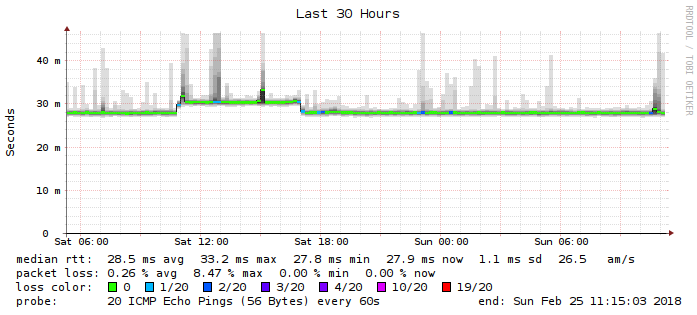 Last 30 Hours
RRDTOOL / TOBI OETIKER
Seconds
40 m
30 m
20 m
10 m
0
Sat 06:00 Sat 12:00 Sat 18:00 Sun 00:00 Sun 06:00
median rtt: 28.5 ms avg 33.2 ms max 27.8 ms min 27.9 ms now 1.1 ms sd 26.5 am/s
packet loss: 0.26 % avg 8.47 % max 0.00 % min 0.00 % now
loss color: 0 1/20 2/20 3/20 4/20 10/20 19/20
probe: 20 ICMP Echo Pings (56 Bytes) every 60s end: Sun Feb 25 11:15:03 2018